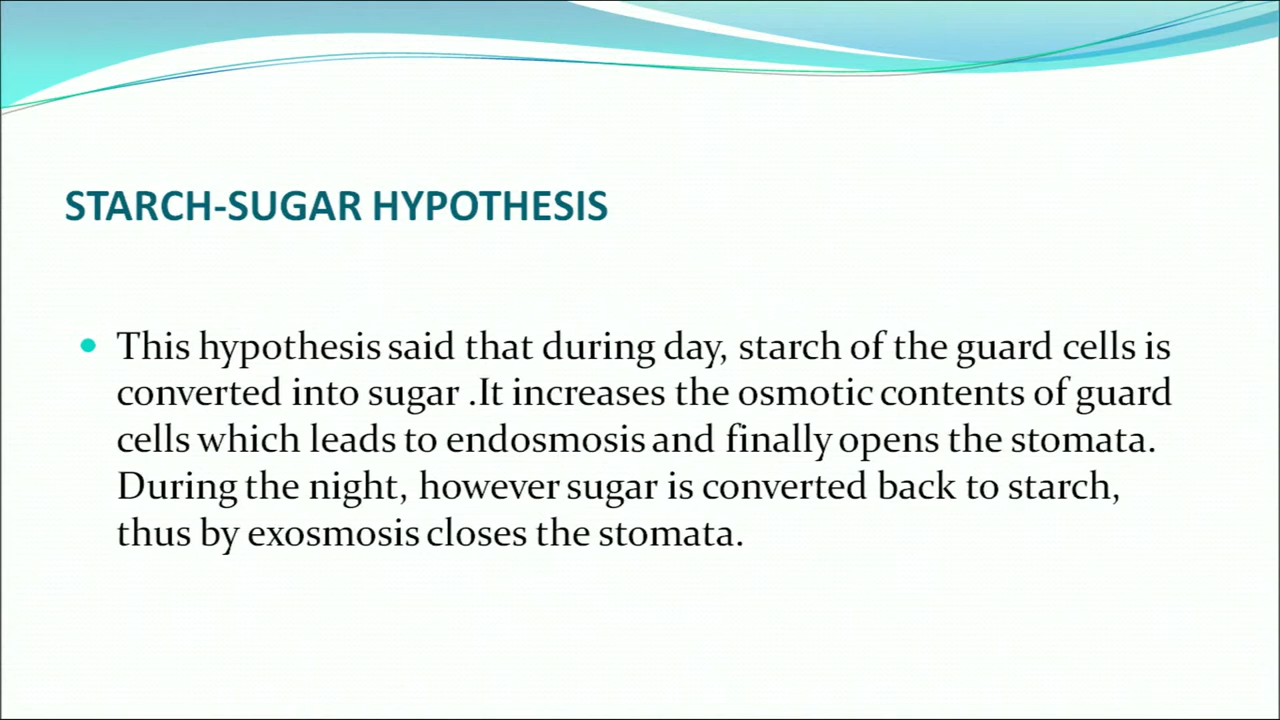 STARCH-SUGAR HYPOTHESIS
• This hypothesis said that during day, starch of the guard cells is
converted into sugar .It increases the osmotic contents of guard
cells which leads to endosmosis and finally opens the stomata.
During the night, however sugar is converted back to starch,
thus by exosmosis closes the stomata.